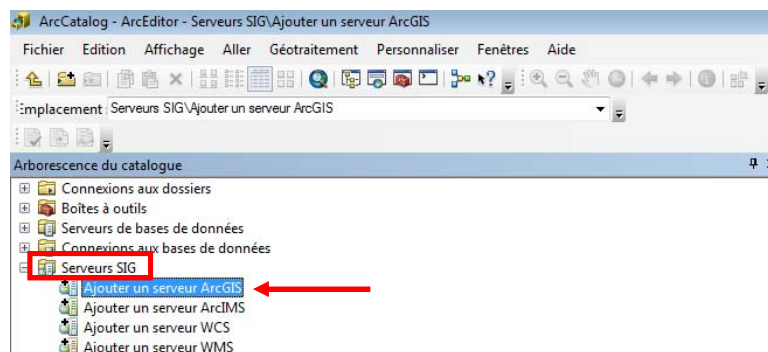 ArcCatalog - ArcEditor - Serveurs SIG\Ajouter un serveur ArcGIS
Fichier Edition Affichage Aller Géotraitement Personnaliser Fenêtres Aide
Emplacement : Serveurs SIG\Ajouter un serveur ArcGIS
Arborescence du catalogue
Connexions aux dossiers
Boîtes à outils
Serveurs de bases de données
Connexions aux bases de données
Serveurs SIG
Ajouter un serveur ArcGIS
Ajouter un serveur ArcIMS
Ajouter un serveur WCS
Ajouter un serveur WMS